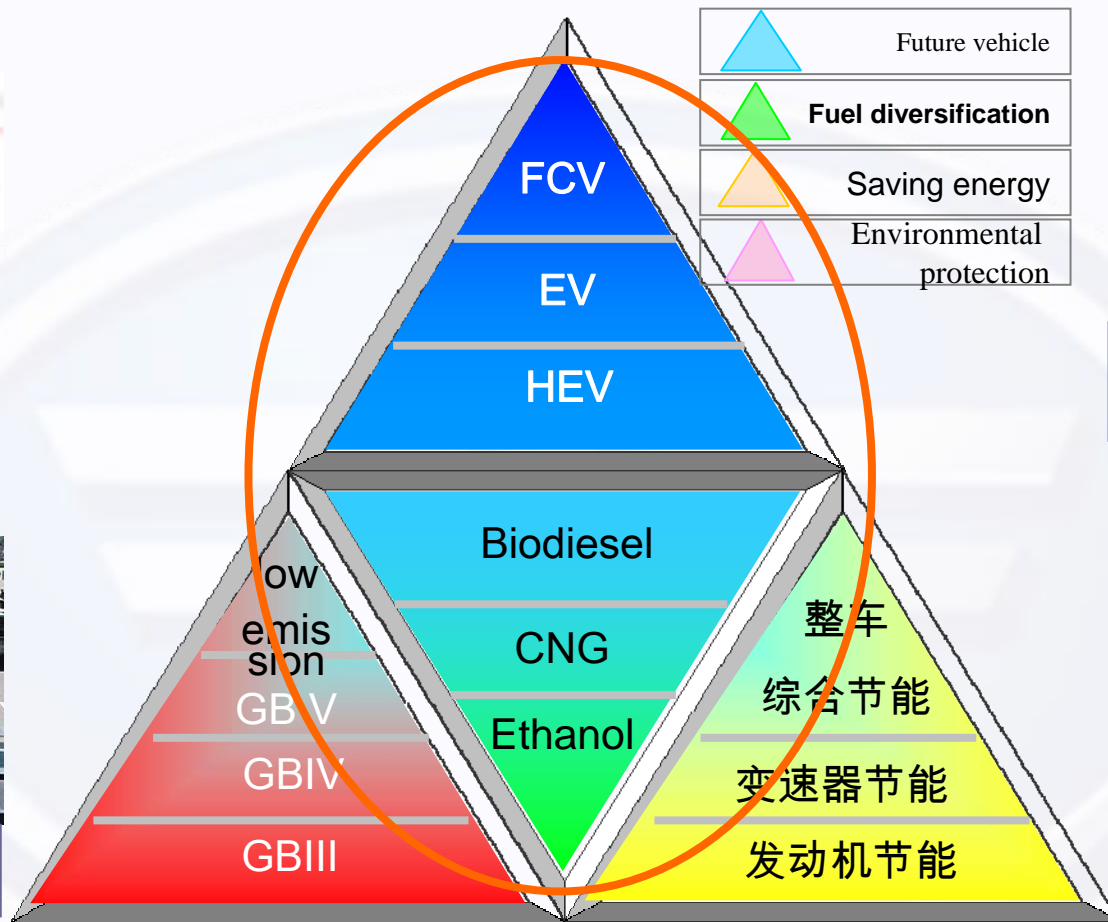 Future vehicle
Fuel diversification
Saving energy
Environmental
protection
FCV
EV
HEV
Biodiesel
CNG
Ethanol
low
emis
sion
GBV
GBIV
GBIII
整车
综合节能
变速器节能
发动机节能